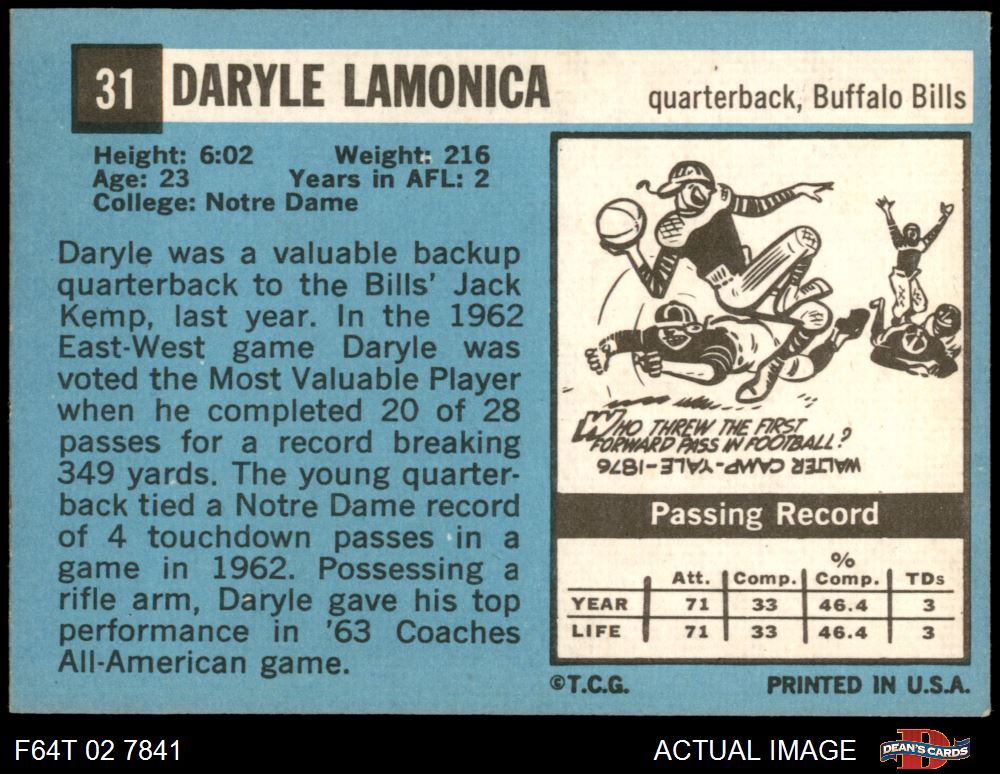 31
DARYLE LAMONICA
quarterback, Buffalo Bills
Height: 6:02 Weight: 216
Age: 23 Years in AFL: 2
College: Notre Dame
Daryle was a valuable backup
quarterback to the Bills' Jack
Kemp, last year. In the 1962
East-West game Daryle was
voted the Most Valuable Player
when he completed 20 of 28
passes for a record breaking
349 yards. The young quarter-
back tied a Notre Dame record
of 4 touchdown passes in a
game in 1962. Possessing a
rifle arm, Daryle gave his top
performance in '63 Coaches
All-American game.
WHO THREW THE FIRST
FORWARD PASS IN FOOTBALL?
WALTER CAMP-YALE-1876
Passing Record
Att. Comp. % Comp. TDs
YEAR 71 33 46.4 3
LIFE 71 33 46.4 3
©T.C.G. PRINTED IN U.S.A.
F64T 02 7841
ACTUAL IMAGE
DEAN'S CARDS